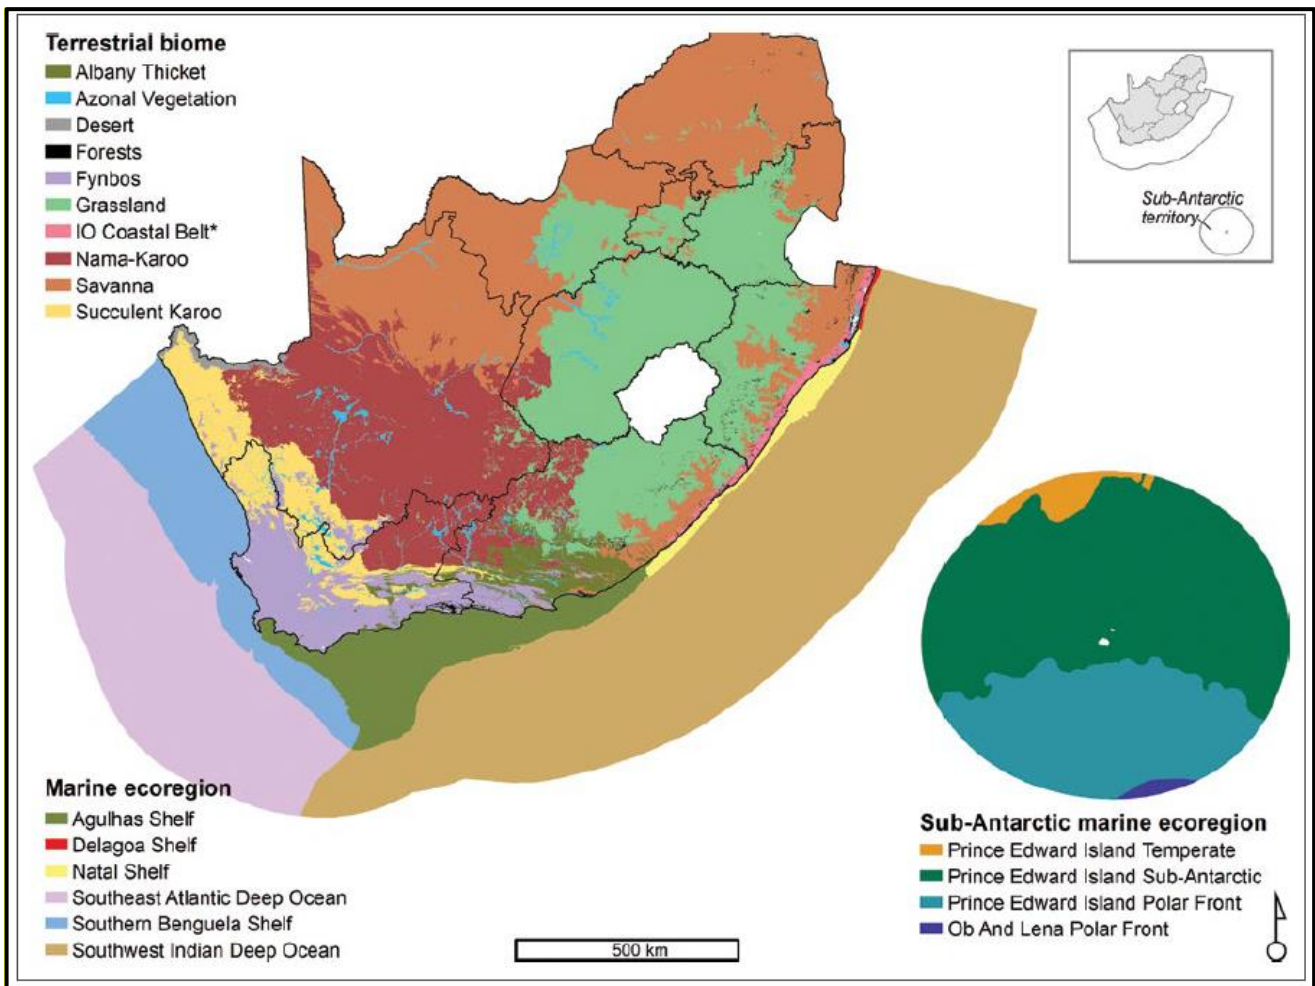 Terrestrial biome
Albany Thicket
Azonal Vegetation
Desert
Forests
Fynbos
Grassland
IO Coastal Belt*
Nama-Karoo
Savanna
Succulent Karoo
Sub-Antarctic
territory
Marine ecoregion
Agulhas Shelf
Delagoa Shelf
Natal Shelf
Southeast Atlantic Deep Ocean
Southern Benguela Shelf
Southwest Indian Deep Ocean
500 km
Sub-Antarctic marine ecoregion
Prince Edward Island Temperate
Prince Edward Island Sub-Antarctic
Prince Edward Island Polar Front
Ob And Lena Polar Front